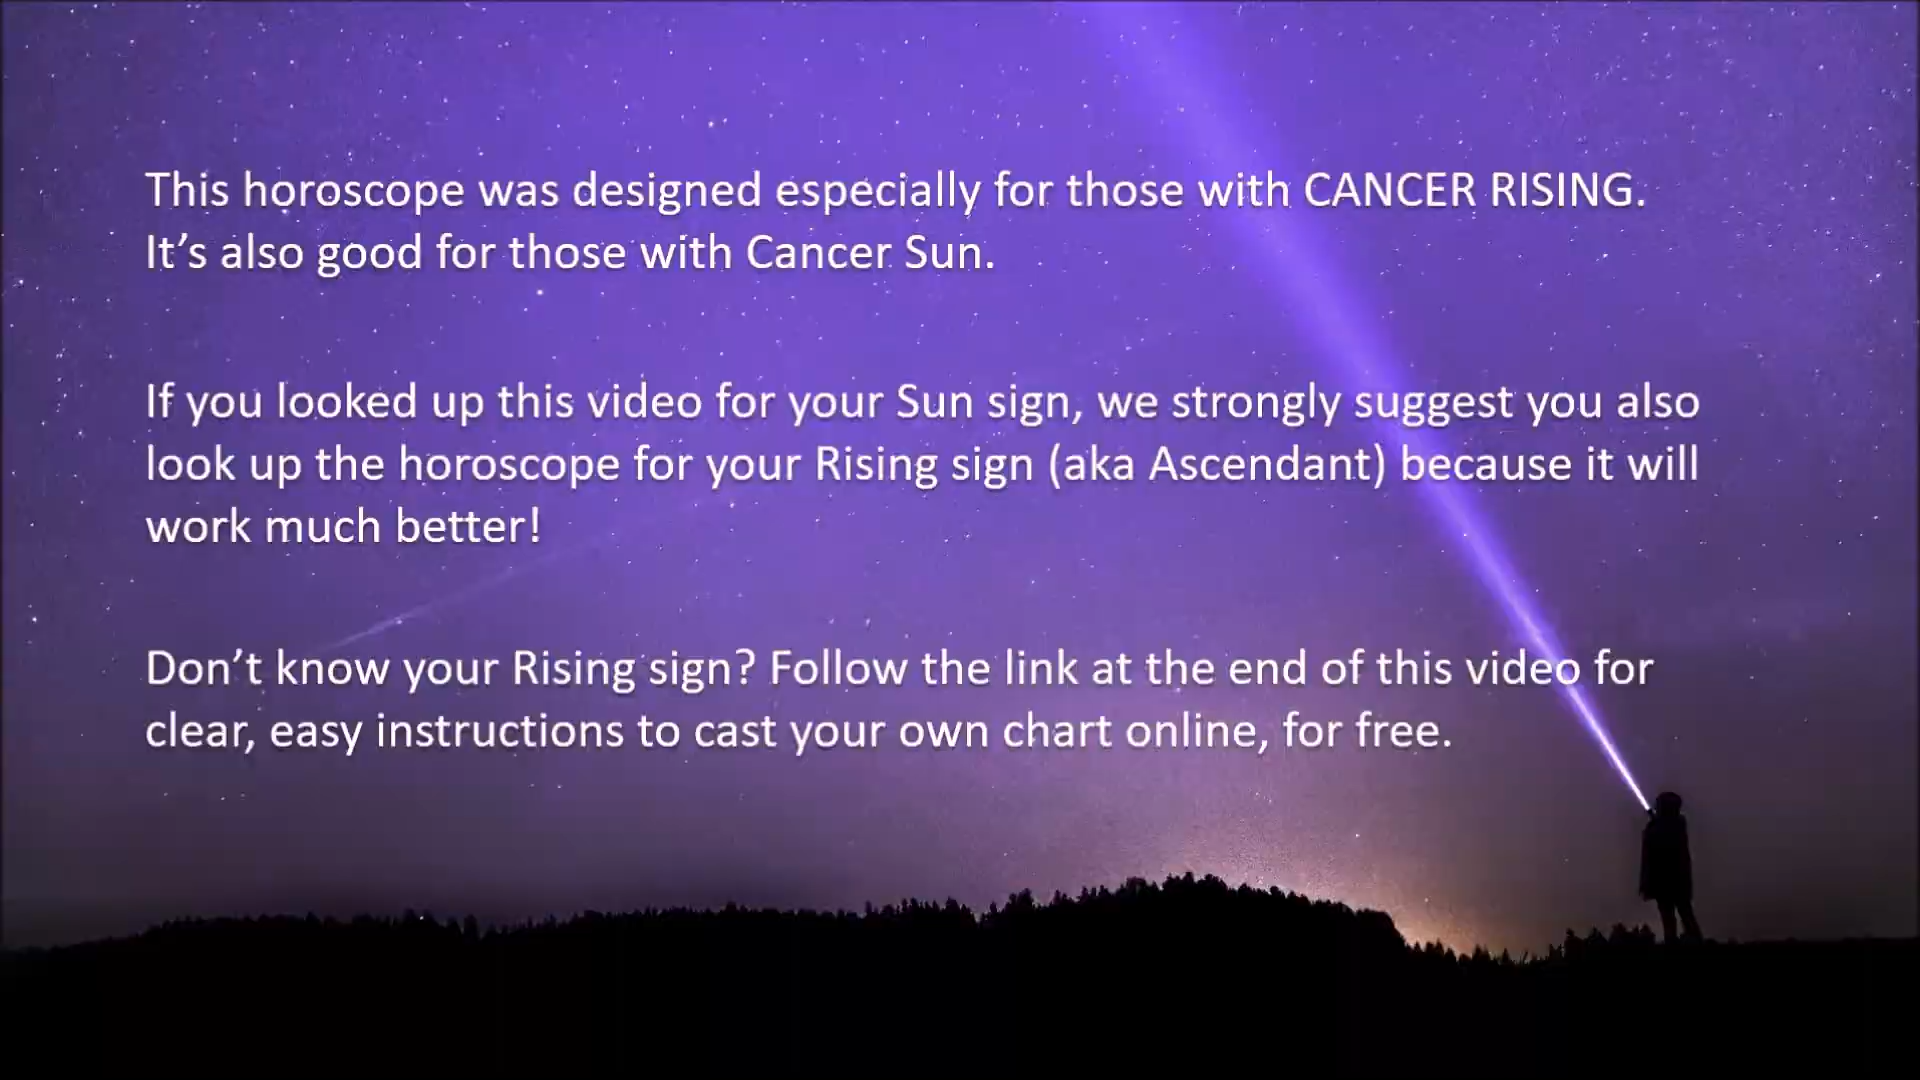 This horoscope was designed especially for those with CANCER RISING.
It’s also good for those with Cancer Sun.
If you looked up this video for your Sun sign, we strongly suggest you also
look up the horoscope for your Rising sign (aka Ascendant) because it will
work much better!
Don’t know your Rising sign? Follow the link at the end of this video for
clear, easy instructions to cast your own chart online, for free.